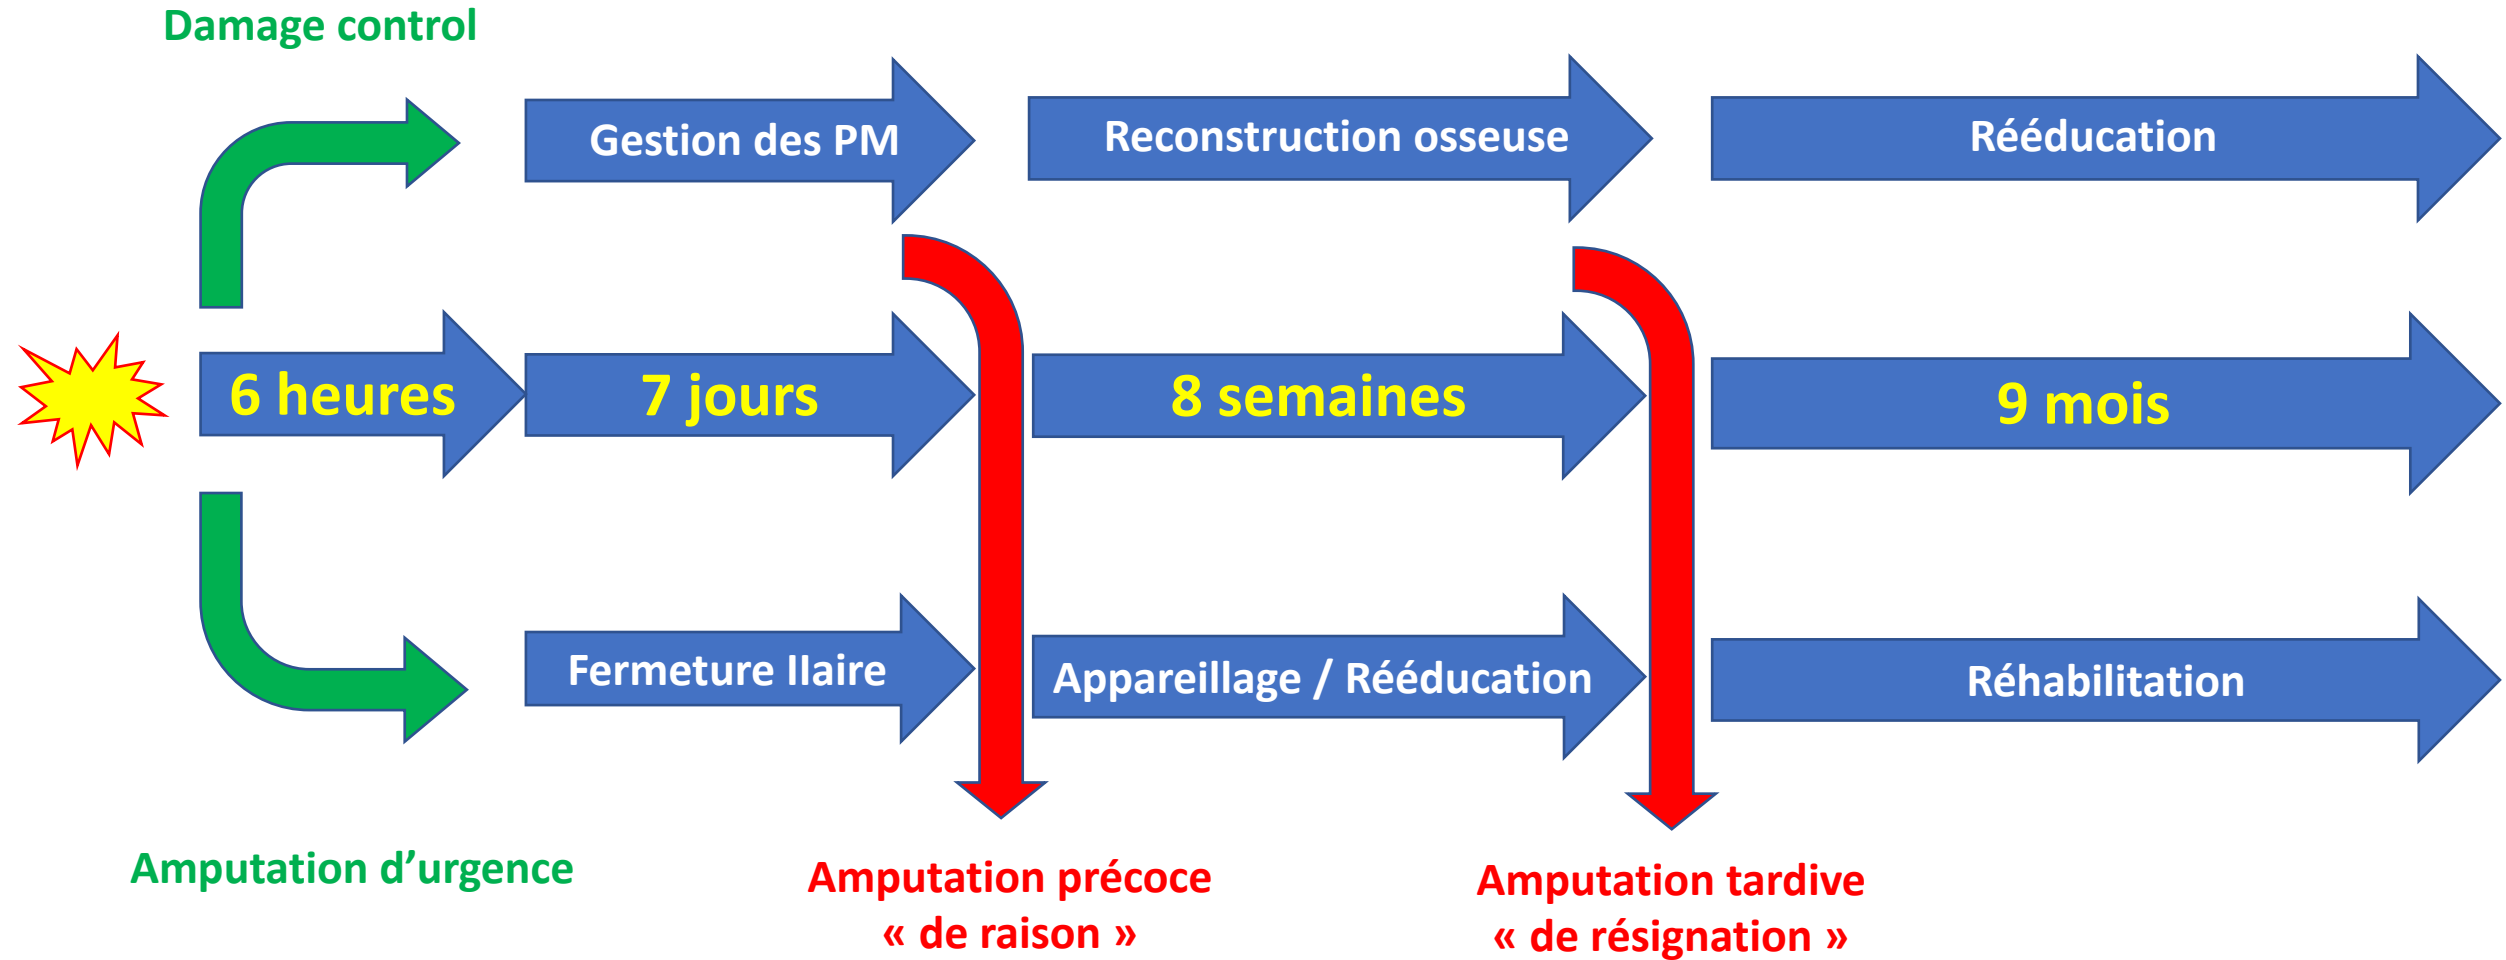 Damage control
Gestion des PM
Reconstruction osseuse
Rééducation
6 heures
7 jours
8 semaines
9 mois
Fermeture IIaire
Appareillage / Rééducation
Réhabilitation
Amputation d’urgence
Amputation précoce
« de raison »
Amputation tardive
« de résignation »